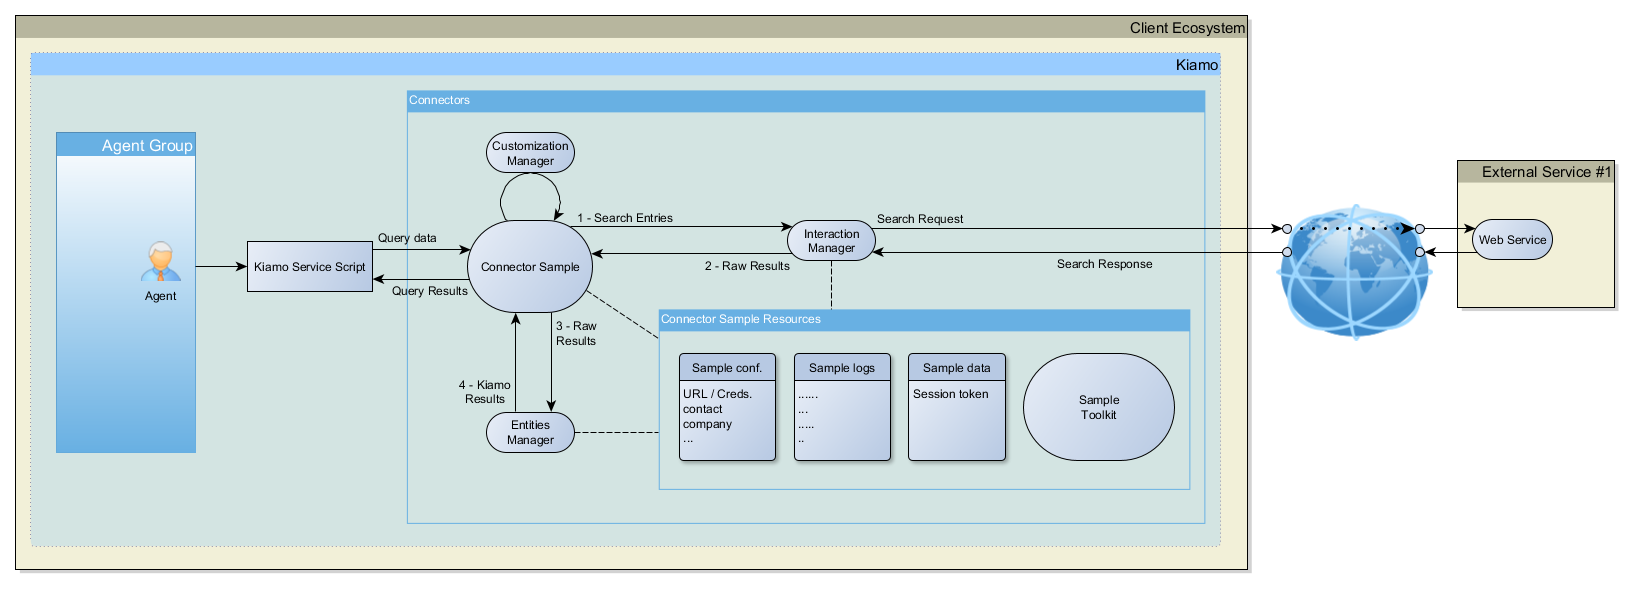 Client Ecosystem
Kiamo
Connectors
Agent Group
Customization
Manager
External Service #1
1 - Search Entries
Search Request
Interaction
Manager
Query data
Web Service
Kiamo Service Script
Connector Sample
2 - Raw Results
Search Response
Query Results
Agent
Connector Sample Resources
3 - Raw
Results
4 - Kiamo
Results
Entities
Manager
Sample conf.
URL / Creds.
contact
company
...
Sample logs
......
...
.....
..
Sample data
Session token
Sample
Toolkit